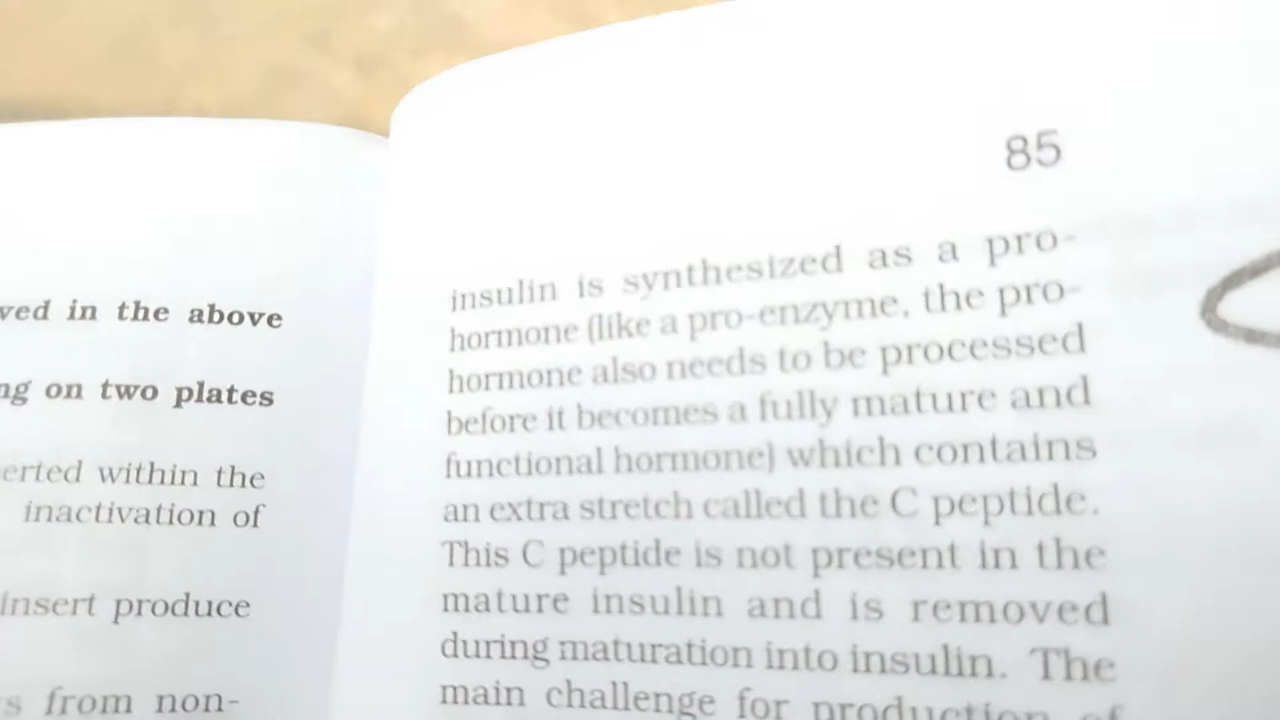 ved in the above
ng on two plates
erted within the
inactivation of
insert produce
s from non-
85
insulin is synthesized as a pro-
hormone (like a pro-enzyme, the pro-
hormone also needs to be processed
before it becomes a fully mature and
functional hormone) which contains
an extra stretch called the C peptide.
This C peptide is not present in the
mature insulin and is removed
during maturation into insulin. The
main challenge for production of